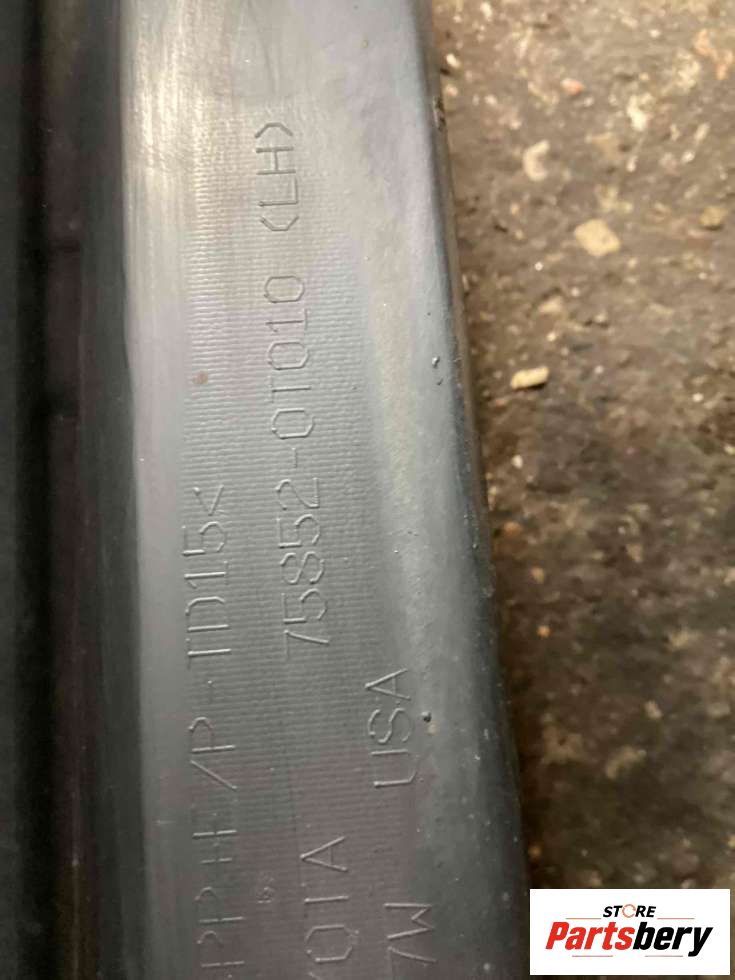 PP+E/P-TD15<
75852-0T010 (LH)
USA
STORE
Partsbery